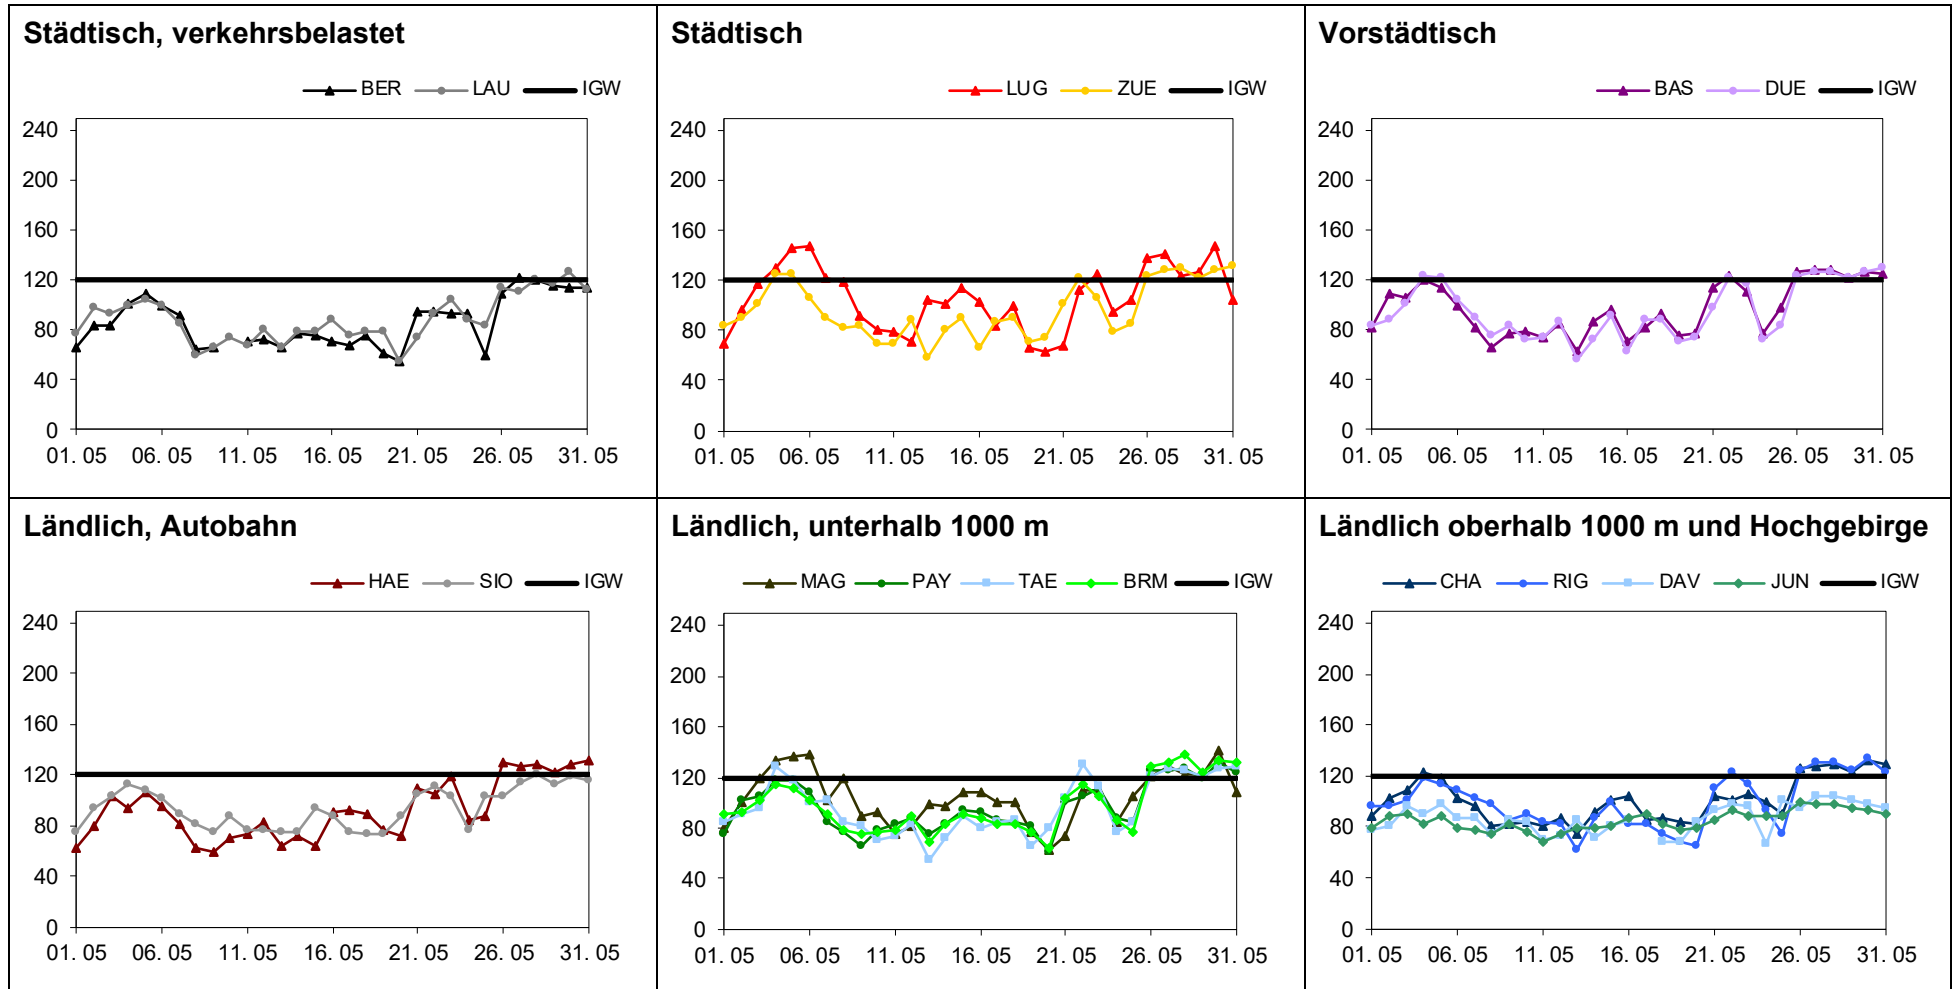 Städtisch, verkehrsbelastet
BER LAU IGW
240
200
160
120
80
40
0
01. 05 06. 05 11. 05 16. 05 21. 05 26. 05 31. 05
Städtisch
LUG ZUE IGW
240
200
160
120
80
40
0
01. 05 06. 05 11. 05 16. 05 21. 05 26. 05 31. 05
Vorstädtisch
BAS DUE IGW
240
200
160
120
80
40
0
01. 05 06. 05 11. 05 16. 05 21. 05 26. 05 31. 05
Ländlich, Autobahn
HAE SIO IGW
240
200
160
120
80
40
0
01. 05 06. 05 11. 05 16. 05 21. 05 26. 05 31. 05
Ländlich, unterhalb 1000 m
MAG PAY TAE BRM IGW
240
200
160
120
80
40
0
01. 05 06. 05 11. 05 16. 05 21. 05 26. 05 31. 05
Ländlich oberhalb 1000 m und Hochgebirge
CHA RIG DAV JUN IGW
240
200
160
120
80
40
0
01. 05 06. 05 11. 05 16. 05 21. 05 26. 05 31. 05